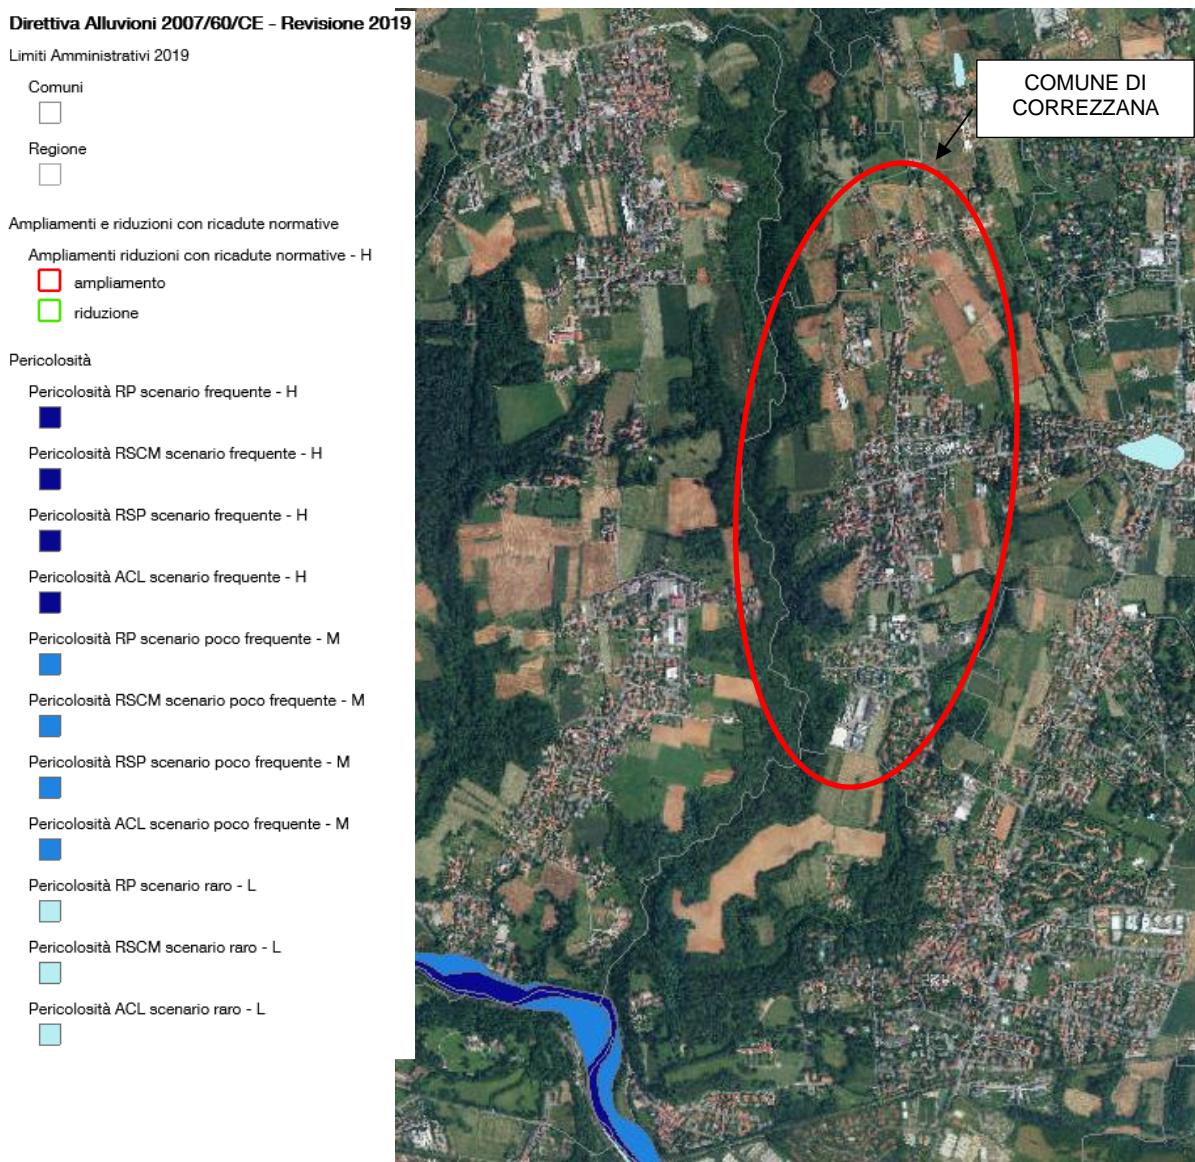 Direttiva Alluvioni 2007/60/CE - Revisione 2019
Limiti Amministrativi 2019
Comuni
Regione
Ampliamenti e riduzioni con ricadute normative
Ampliamenti riduzioni con ricadute normative - H
ampliamento
riduzione
Pericolosità
Pericolosità RP scenario frequente - H
Pericolosità RSCM scenario frequente - H
Pericolosità RSP scenario frequente - H
Pericolosità ACL scenario frequente - H
Pericolosità RP scenario poco frequente - M
Pericolosità RSCM scenario poco frequente - M
Pericolosità RSP scenario poco frequente - M
Pericolosità ACL scenario poco frequente - M
Pericolosità RP scenario raro - L
Pericolosità RSCM scenario raro - L
Pericolosità ACL scenario raro - L
COMUNE DI
CORREZZANA